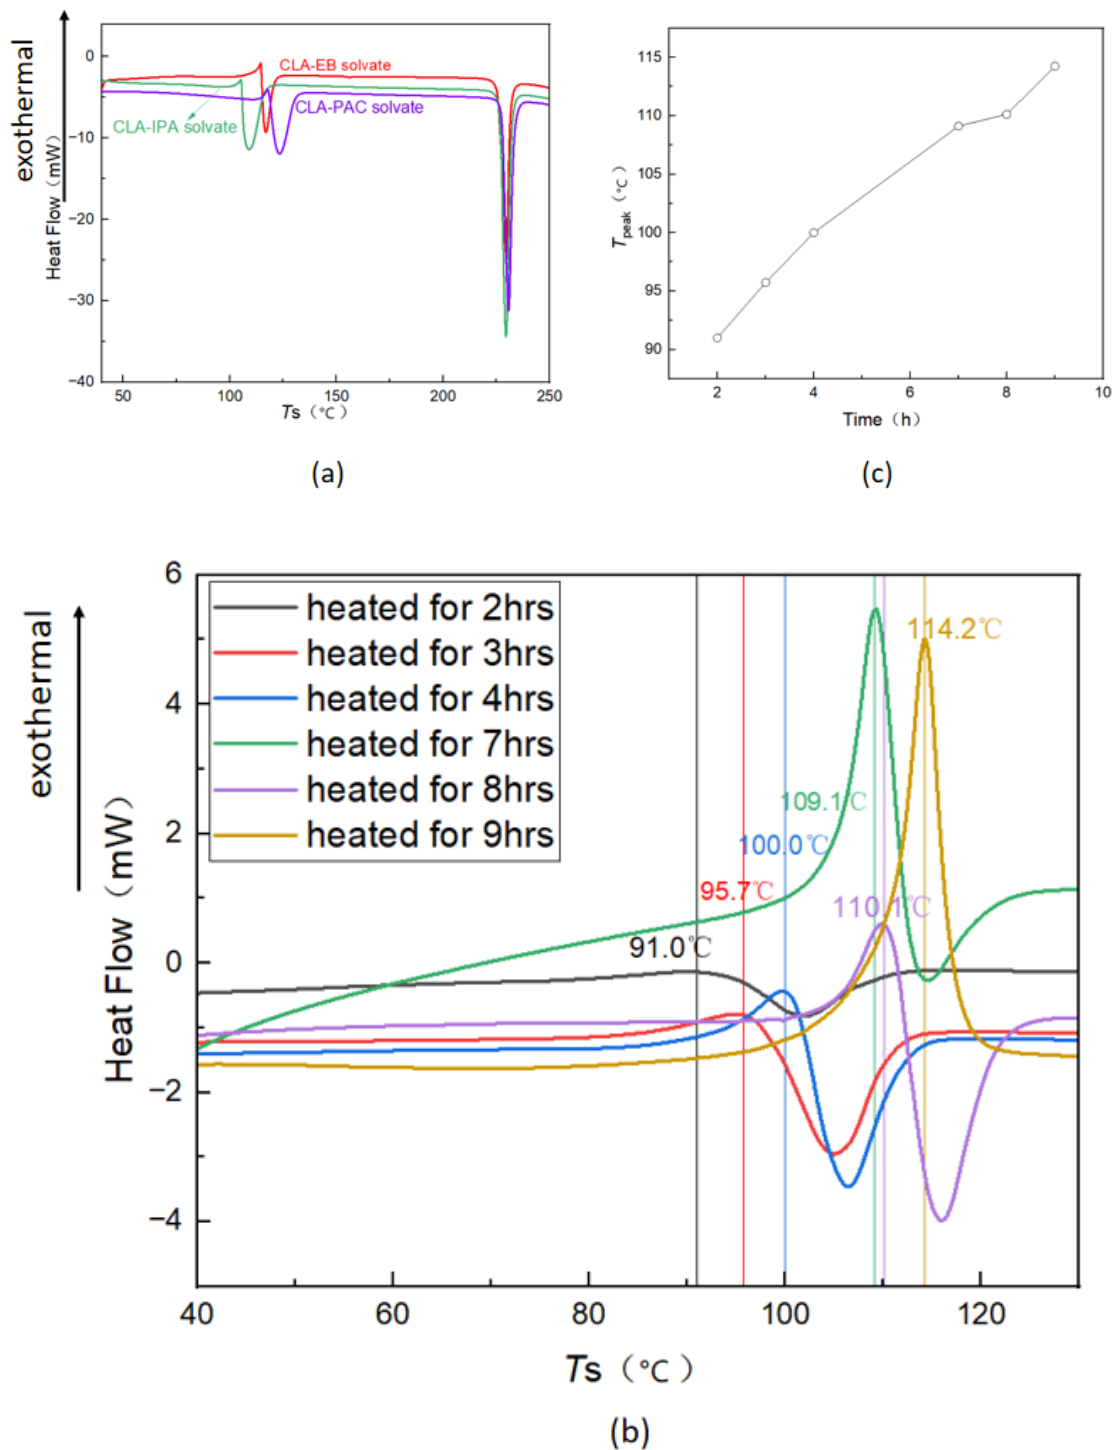 exothermal
Heat Flow（mW）
0
−10
−20
−30
−40
50
100
150
200
250
Ts（℃）
CLA-EB solvate
CLA-PAC solvate
CLA-IPA solvate
(a)
Tpeak（℃）
115
110
105
100
95
90
2
4
6
8
10
Time（h）
(c)
exothermal
Heat Flow（mW）
6
4
2
0
−2
−4
heated for 2hrs
heated for 3hrs
heated for 4hrs
heated for 7hrs
heated for 8hrs
heated for 9hrs
114.2℃
109.1℃
100.0℃
95.7℃
110.1℃
91.0℃
40
60
80
100
120
Ts（℃）
(b)